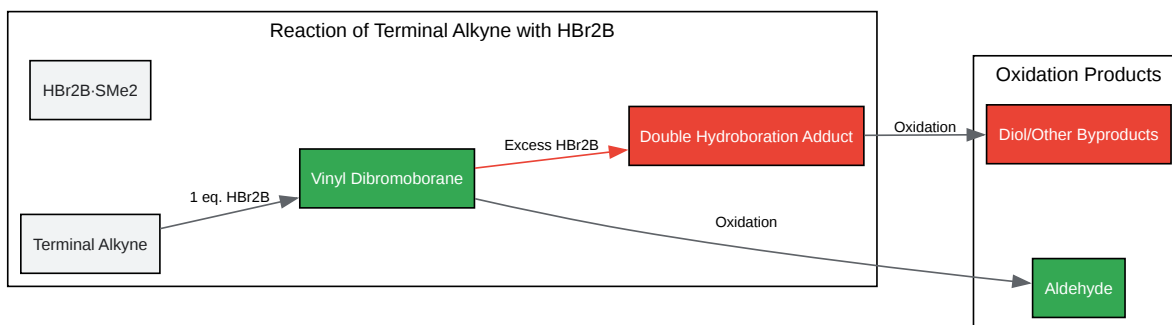 Reaction of Terminal Alkyne with HBr2B
HBr2B·SMe2
Terminal Alkyne
1 eq. HBr2B
Vinyl Dibromoborane
Excess HBr2B
Double Hydroboration Adduct
Oxidation
Oxidation
Oxidation Products
Diol/Other Byproducts
Aldehyde